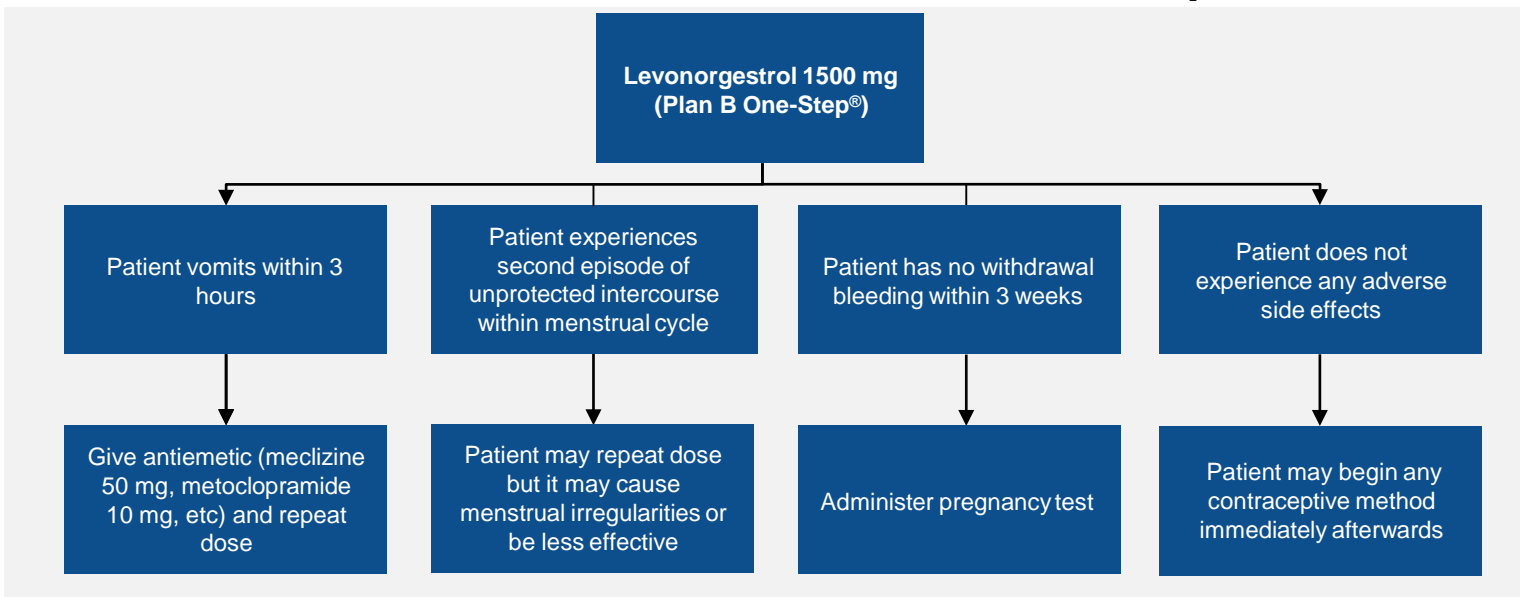 Levonorgestrol 1500 mg
(Plan B One-Step®)
Patient vomits within 3
hours
Patient experiences
second episode of
unprotected intercourse
within menstrual cycle
Patient has no withdrawal
bleeding within 3 weeks
Patient does not
experience any adverse
side effects
Give antiemetic (meclizine
50 mg, metoclopramide
10 mg, etc) and repeat
dose
Patient may repeat dose
but it may cause
menstrual irregularities or
be less effective
Administer pregnancy test
Patient may begin any
contraceptive method
immediately afterwards